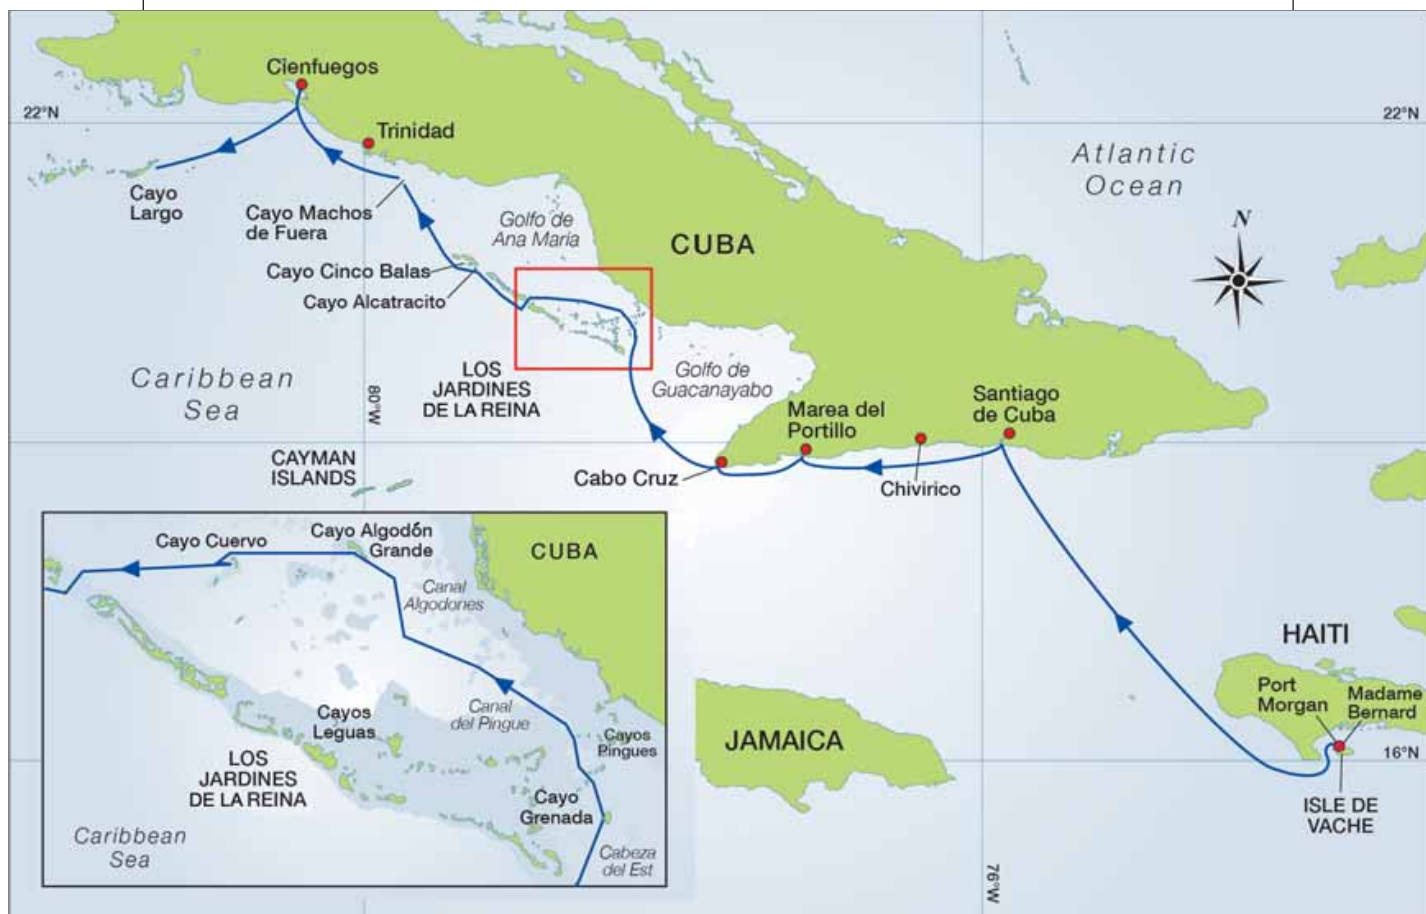 Cienfuegos
22°N
22°N
Trinidad
Atlantic
Ocean
Cayo
Largo
Cayo Machos
de Fuera
Golfo de
Ana Maria
CUBA
N
Cayo Cinco Balas
Cayo Alcatracito
Caribbean
Sea
80°W
LOS
JARDINES
DE LA REINA
Golfo de
Guacanayabo
Marea del
Portillo
Santiago
de Cuba
CAYMAN
ISLANDS
Cabo Cruz
Chivirico
Cayo Cuervo
Cayo Algodón
Grande
CUBA
Canal
Algodones
Cayos
Leguas
Canal
del Pingue
Cayos
Pingues
LOS
JARDINES
DE LA REINA
Cayo
Grenada
Caribbean
Sea
Cabeza
del Est
JAMAICA
HAITI
Port
Morgan
Madame
Bernard
16°N
ISLE DE
VACHE
76°W